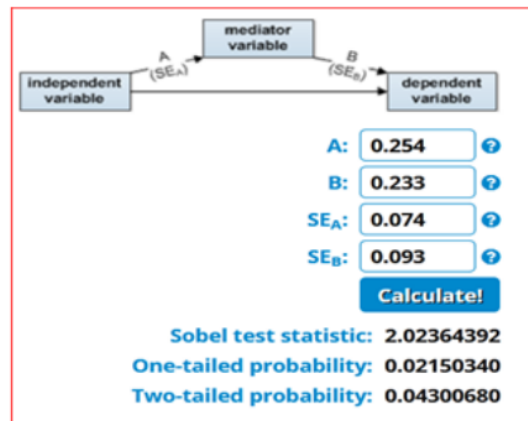 mediator
variable
A
(SEA)
B
(SEB)
independent
variable
dependent
variable
A: 0.254 ?
B: 0.233 ?
SEA: 0.074 ?
SEB: 0.093 ?
Calculate!
Sobel test statistic: 2.02364392
One-tailed probability: 0.02150340
Two-tailed probability: 0.04300680